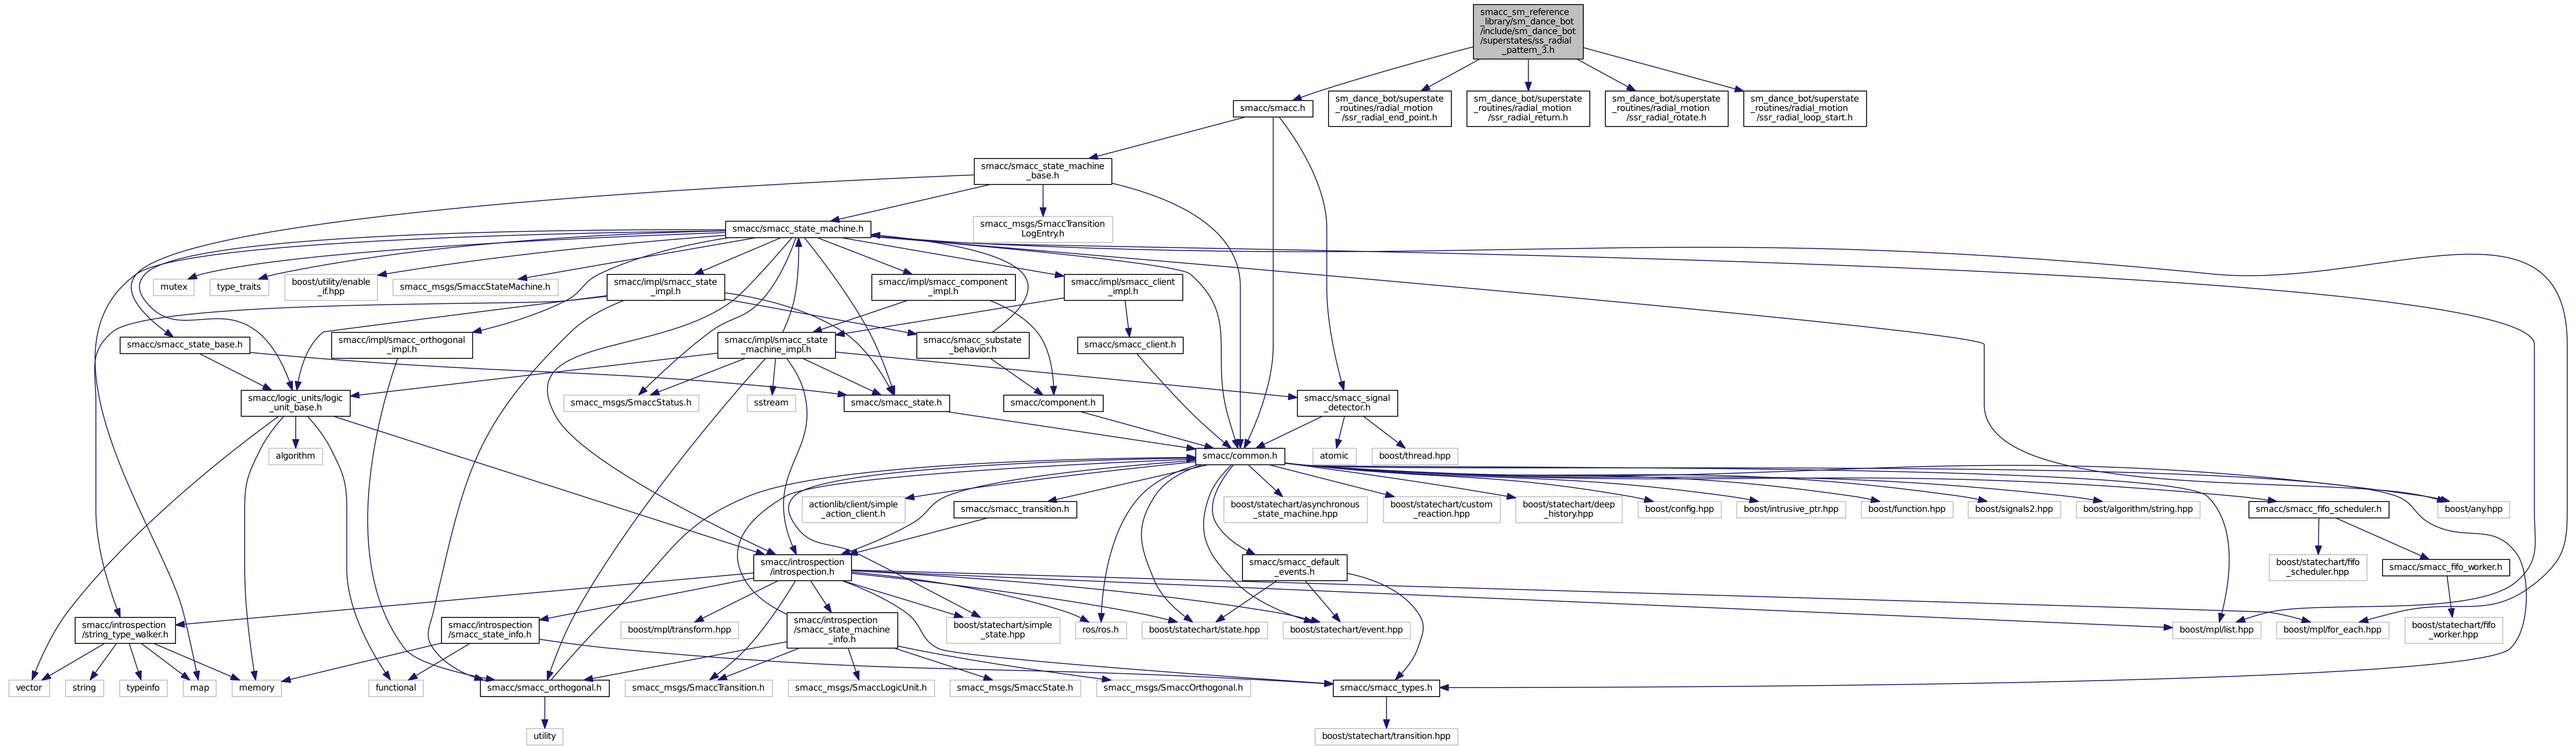 smacc_sm_reference
_library/sm_dance_bot
/include/sm_dance_bot
/superstates/ss_radial
_pattern_3.h
smacc/smacc.h
sm_dance_bot/superstate
_routines/radial_motion
/ssr_radial_end_point.h
sm_dance_bot/superstate
_routines/radial_motion
/ssr_radial_return.h
sm_dance_bot/superstate
_routines/radial_motion
/ssr_radial_rotate.h
sm_dance_bot/superstate
_routines/radial_motion
/ssr_radial_loop_start.h
smacc/smacc_state_machine
_base.h
smacc/smacc_state_machine.h
smacc_msgs/SmaccTransition
LogEntry.h
mutex
type_traits
boost/utility/enable
_if.hpp
smacc_msgs/SmaccStateMachine.h
smacc/impl/smacc_state
_impl.h
smacc/impl/smacc_component
_impl.h
smacc/impl/smacc_client
_impl.h
smacc/smacc_state_base.h
smacc/impl/smacc_orthogonal
_impl.h
smacc/impl/smacc_state
_machine_impl.h
smacc/smacc_substate
_behavior.h
smacc/smacc_client.h
smacc/logic_units/logic
_unit_base.h
smacc_msgs/SmaccStatus.h
sstream
smacc/smacc_state.h
smacc/component.h
smacc/smacc_signal
_detector.h
algorithm
smacc/common.h
atomic
boost/thread.hpp
actionlib/client/simple
_action_client.h
smacc/smacc_transition.h
boost/statechart/asynchronous
_state_machine.hpp
boost/statechart/custom
_reaction.hpp
boost/statechart/deep
_history.hpp
boost/config.hpp
boost/intrusive_ptr.hpp
boost/function.hpp
boost/signals2.hpp
boost/algorithm/string.hpp
smacc/smacc_fifo_scheduler.h
boost/any.hpp
smacc/introspection
/introspection.h
smacc/smacc_default
_events.h
boost/statechart/fifo
_scheduler.hpp
smacc/smacc_fifo_worker.h
smacc/introspection
/string_type_walker.h
smacc/introspection
/smacc_state_info.h
boost/mpl/transform.hpp
smacc/introspection
/smacc_state_machine
_info.h
boost/statechart/simple
_state.hpp
ros/ros.h
boost/statechart/state.hpp
boost/statechart/event.hpp
boost/mpl/list.hpp
boost/mpl/for_each.hpp
boost/statechart/fifo
_worker.hpp
vector
string
typeinfo
map
memory
functional
smacc/smacc_orthogonal.h
smacc_msgs/SmaccTransition.h
smacc_msgs/SmaccLogicUnit.h
smacc_msgs/SmaccState.h
smacc_msgs/SmaccOrthogonal.h
smacc/smacc_types.h
utility
boost/statechart/transition.hpp